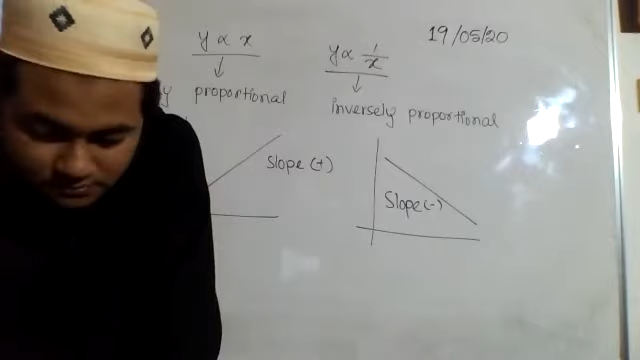 19/05/20
y ∝ x
y ∝ 1/x
↓
↓
y proportional
inversely proportional
Slope (+)
Slope (-)